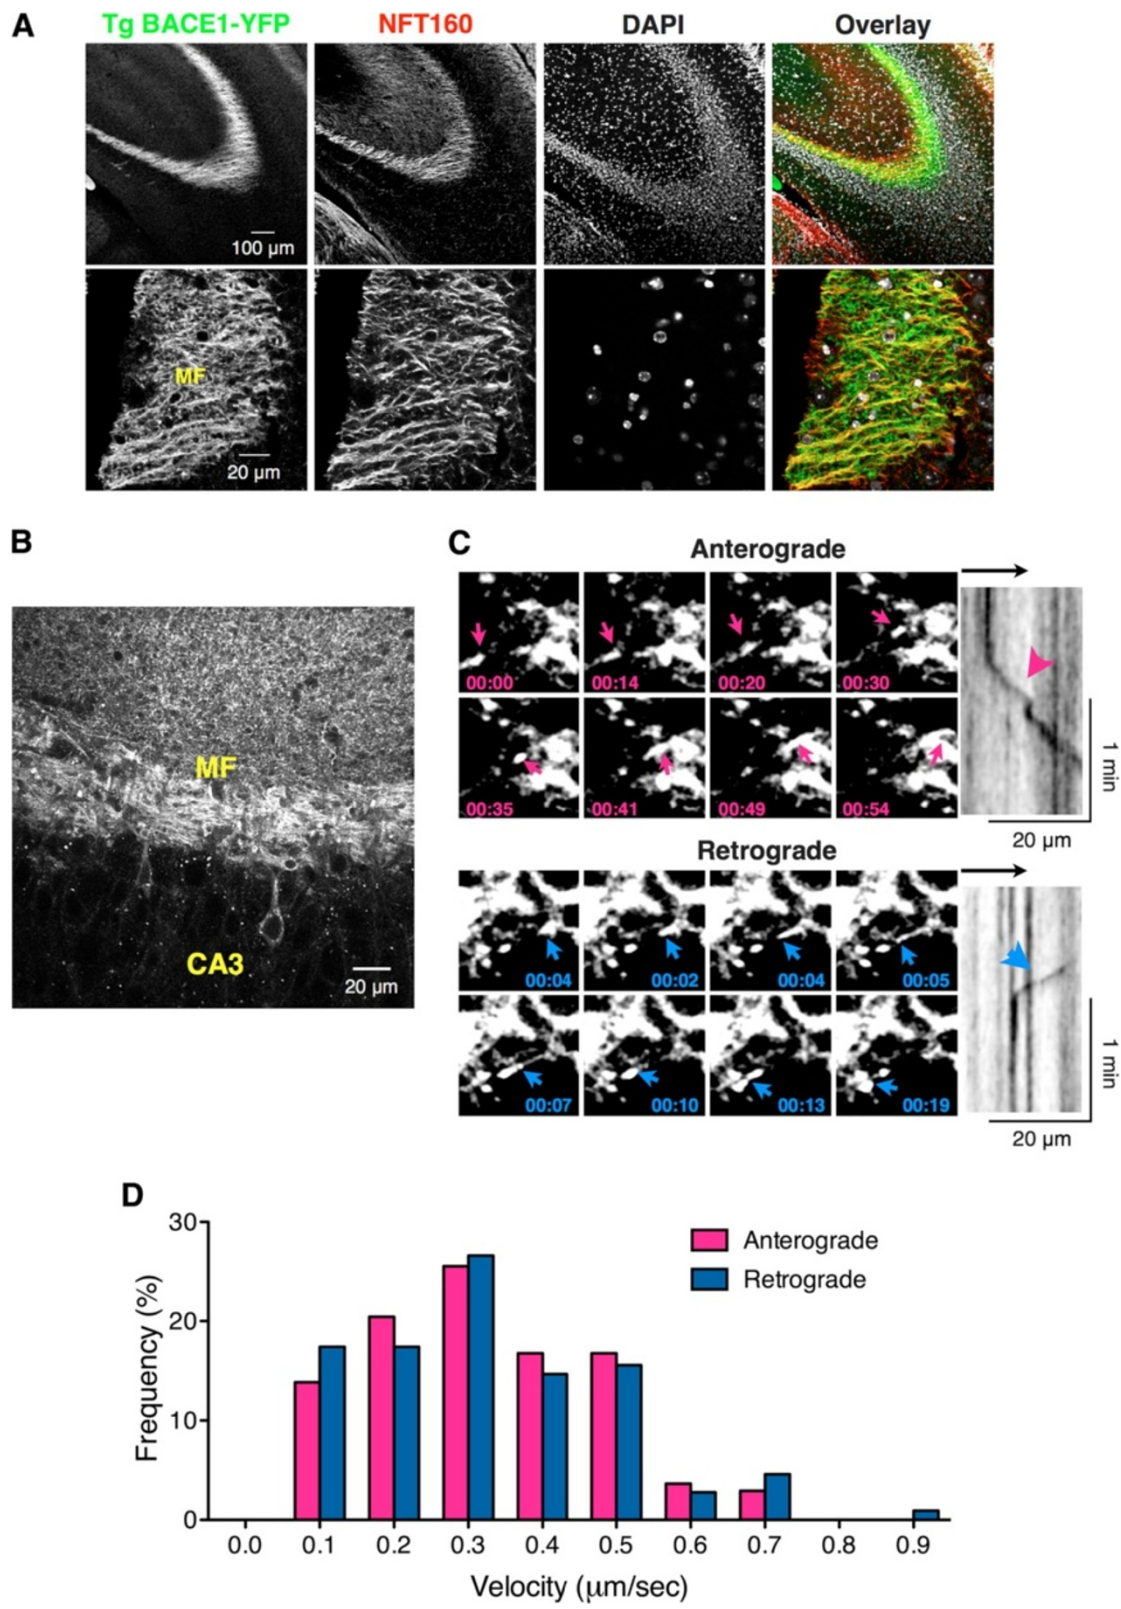 A
Tg BACE1-YFP NFT160 DAPI Overlay
100 μm
MF
20 μm
B
MF
CA3
20 μm
C
Anterograde
00:00 00:14 00:20 00:30
00:35 00:41 00:49 00:54
1 min
20 μm
Retrograde
00:04 00:02 00:04 00:05
00:07 00:10 00:13 00:19
1 min
20 μm
D
30
20
10
0
Frequency (%)
Anterograde
Retrograde
0.0 0.1 0.2 0.3 0.4 0.5 0.6 0.7 0.8 0.9
Velocity (μm/sec)